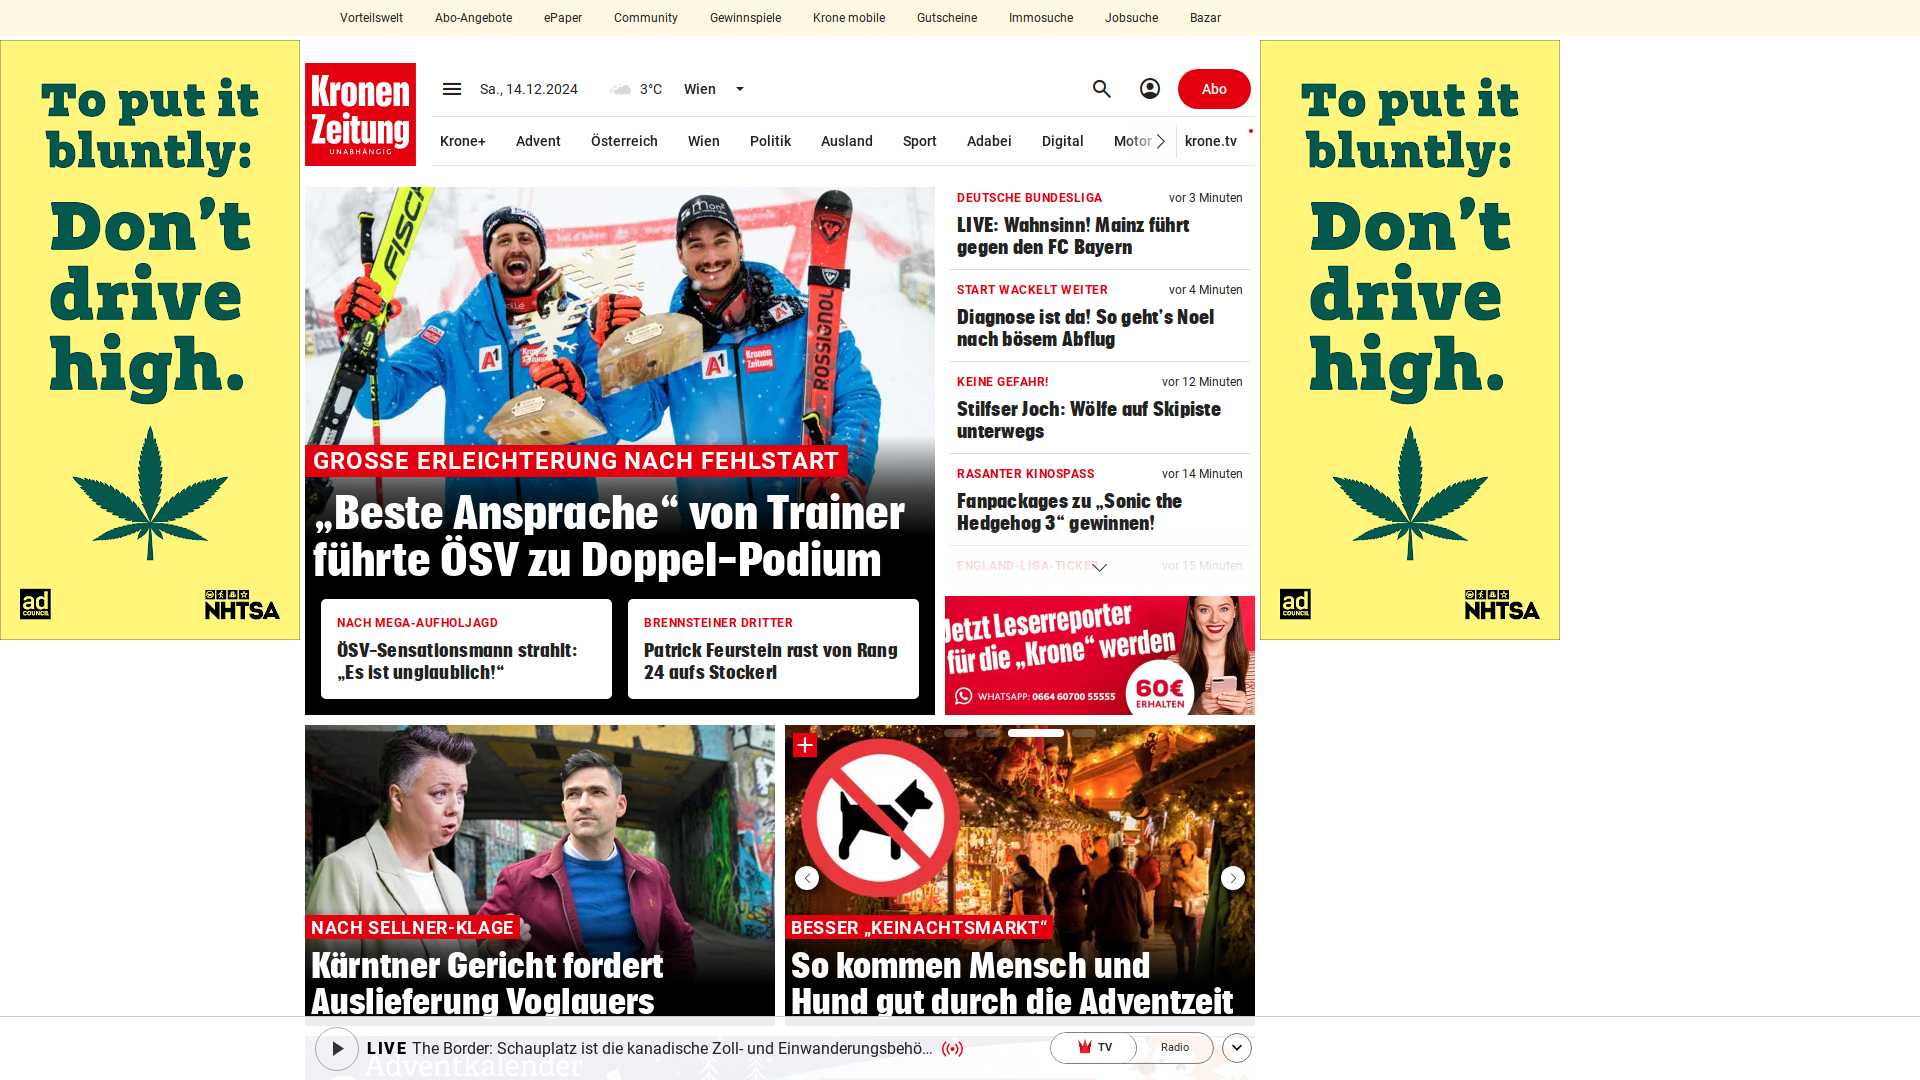 Vorteilswelt
Abo-Angebote
ePaper
Community
Gewinnspiele
Krone mobile
Gutscheine
Immosuche
Jobsuche
Bazar
To put it
bluntly:
Don't
drive
high.
ad
COUNCIL
NHTSA
Kronen
Zeitung
UNABHÄNGIG
Sa., 14.12.2024
3°C
Wien
Abo
Krone+
Advent
Österreich
Wien
Politik
Ausland
Sport
Adabei
Digital
Motor
krone.tv
FISCHER
A1
Kronen
Zeitung
ROSSIGNOL
GROSSE ERLEICHTERUNG NACH FEHLSTART
„Beste Ansprache“ von Trainer
führte ÖSV zu Doppel-Podium
NACH MEGA-AUFHOLJAGD
ÖSV-Sensationsmann strahlt:
„Es ist unglaublich!“
BRENNSTEINER DRITTER
Patrick Feurstein rast von Rang
24 aufs Stockerl
DEUTSCHE BUNDESLIGA
vor 3 Minuten
LIVE: Wahnsinn! Mainz führt
gegen den FC Bayern
START WACKELT WEITER
vor 4 Minuten
Diagnose ist da! So geht’s Noel
nach bösem Abflug
KEINE GEFAHR!
vor 12 Minuten
Stilfser Joch: Wölfe auf Skipiste
unterwegs
RASANTER KINOSPASS
vor 14 Minuten
Fanpackages zu „Sonic the
Hedgehog 3“ gewinnen!
ENGLAND-LIGA-TICKER
vor 15 Minuten
Jetzt Leserreporter
für die „Krone“ werden
WHATSAPP: 0664 60700 55555
60€
ERHALTEN
NACH SELLNER-KLAGE
Kärntner Gericht fordert
Auslieferung Voglauers
BESSER „KEINACHTSMARKT“
So kommen Mensch und
Hund gut durch die Adventzeit
Adventkalender
LIVE The Border: Schauplatz ist die kanadische Zoll- und Einwanderungsbehö...
TV
Radio
To put it
bluntly:
Don't
drive
high.
ad
COUNCIL
NHTSA